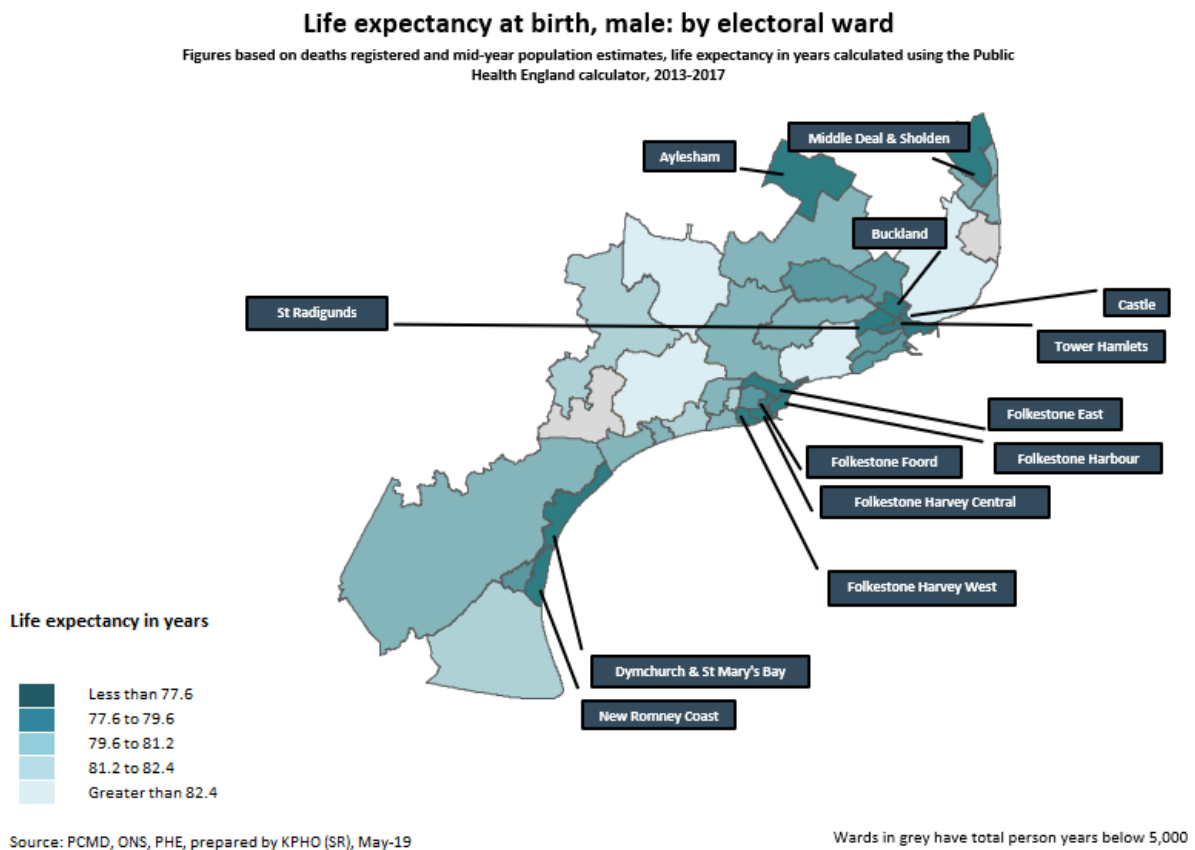 Life expectancy at birth, male: by electoral ward
Figures based on deaths registered and mid-year population estimates, life expectancy in years calculated using the Public
Health England calculator, 2013-2017
Middle Deal & Sholden
Aylesham
Buckland
St Radigunds
Castle
Tower Hamlets
Folkestone East
Folkestone Harbour
Folkestone Foord
Folkestone Harvey Central
Folkestone Harvey West
Dymchurch & St Mary's Bay
New Romney Coast
Life expectancy in years
Less than 77.6
77.6 to 79.6
79.6 to 81.2
81.2 to 82.4
Greater than 82.4
Source: PCMD, ONS, PHE, prepared by KPHO (SR), May-19
Wards in grey have total person years below 5,000